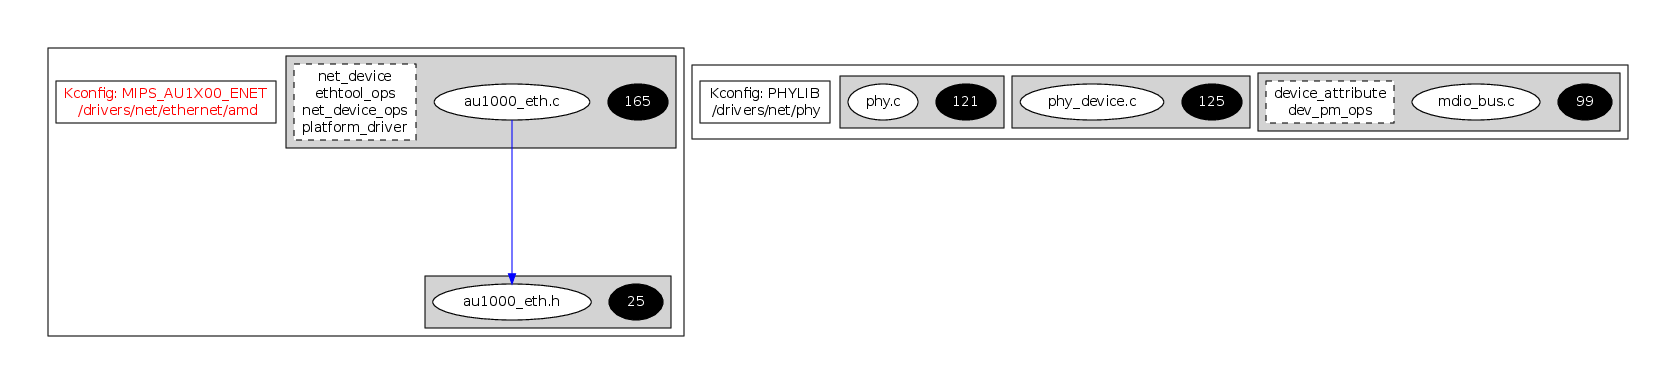 Kconfig: MIPS_AU1X00_ENET
/drivers/net/ethernet/amd
net_device
ethtool_ops
net_device_ops
platform_driver
au1000_eth.c
165
au1000_eth.h
25
Kconfig: PHYLIB
/drivers/net/phy
phy.c
121
phy_device.c
125
device_attribute
dev_pm_ops
mdio_bus.c
99